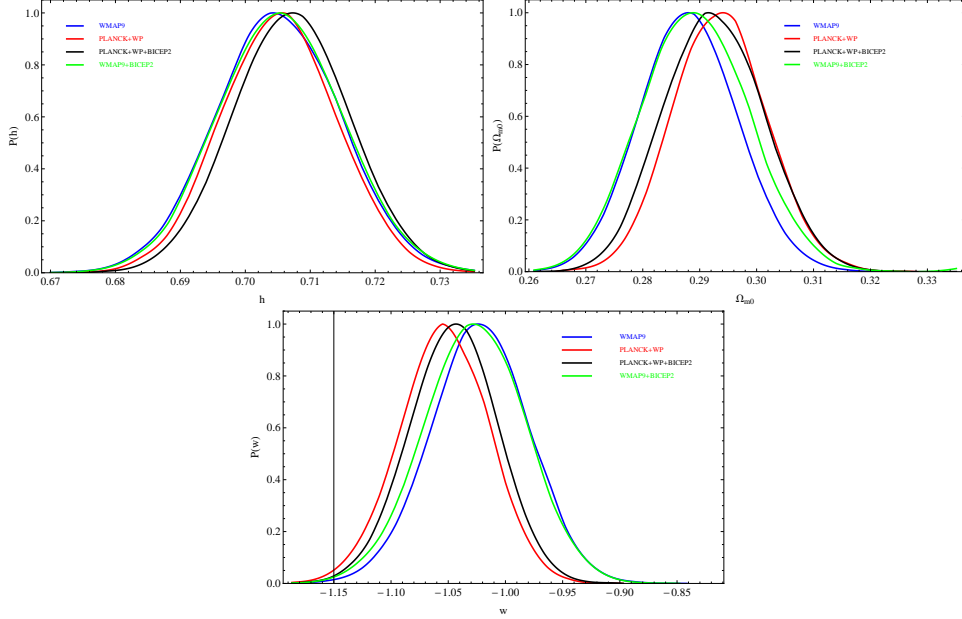 WMAP9
PLANCK+WP
PLANCK+WP+BICEP2
WMAP9+BICEP2
P(h)
1.0
0.8
0.6
0.4
0.2
0.0
0.67
0.68
0.69
0.70
0.71
0.72
0.73
h
WMAP9
PLANCK+WP
PLANCK+WP+BICEP2
WMAP9+BICEP2
P(Ωm0)
1.0
0.8
0.6
0.4
0.2
0.0
0.26
0.27
0.28
0.29
0.30
0.31
0.32
0.33
Ωm0
WMAP9
PLANCK+WP
PLANCK+WP+BICEP2
WMAP9+BICEP2
P(w)
1.0
0.8
0.6
0.4
0.2
0.0
−1.15
−1.10
−1.05
−1.00
−0.95
−0.90
−0.85
w